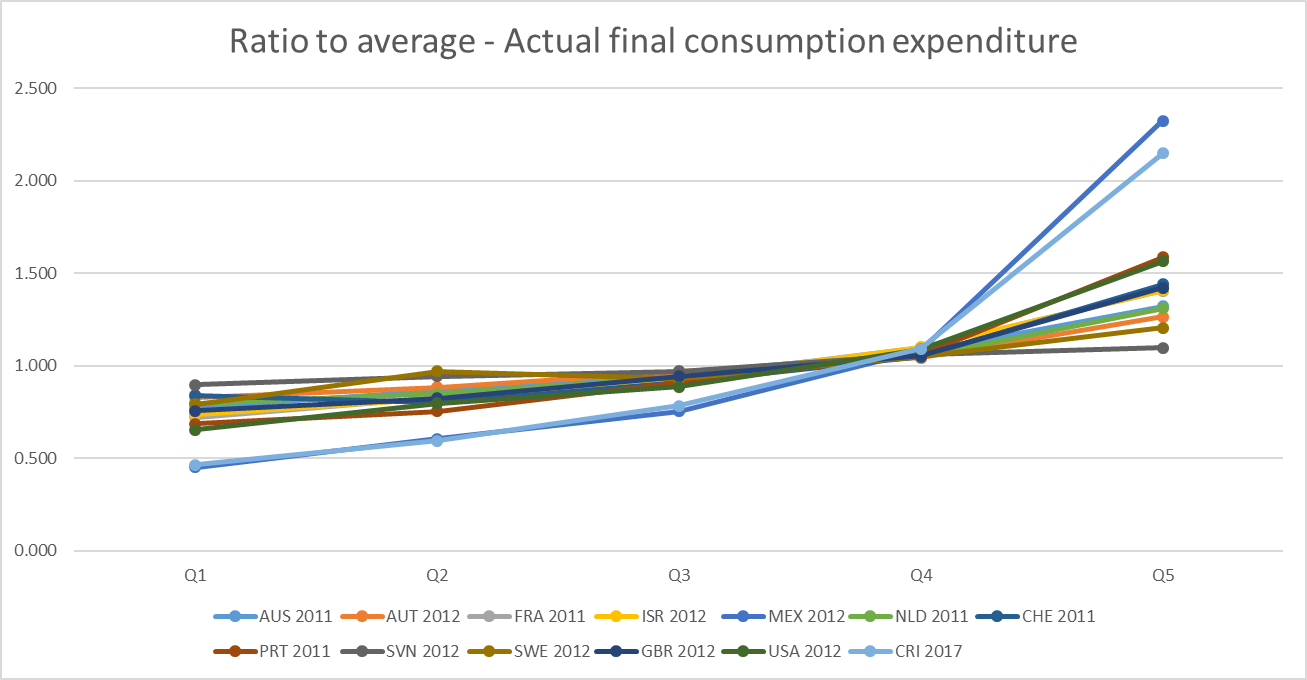 Ratio to average - Actual final consumption expenditure
2.500
2.000
1.500
1.000
0.500
0.000
Q1 Q2 Q3 Q4 Q5
AUS 2011 AUT 2012 FRA 2011 ISR 2012 MEX 2012 NLD 2011 CHE 2011
PRT 2011 SVN 2012 SWE 2012 GBR 2012 USA 2012 CRI 2017